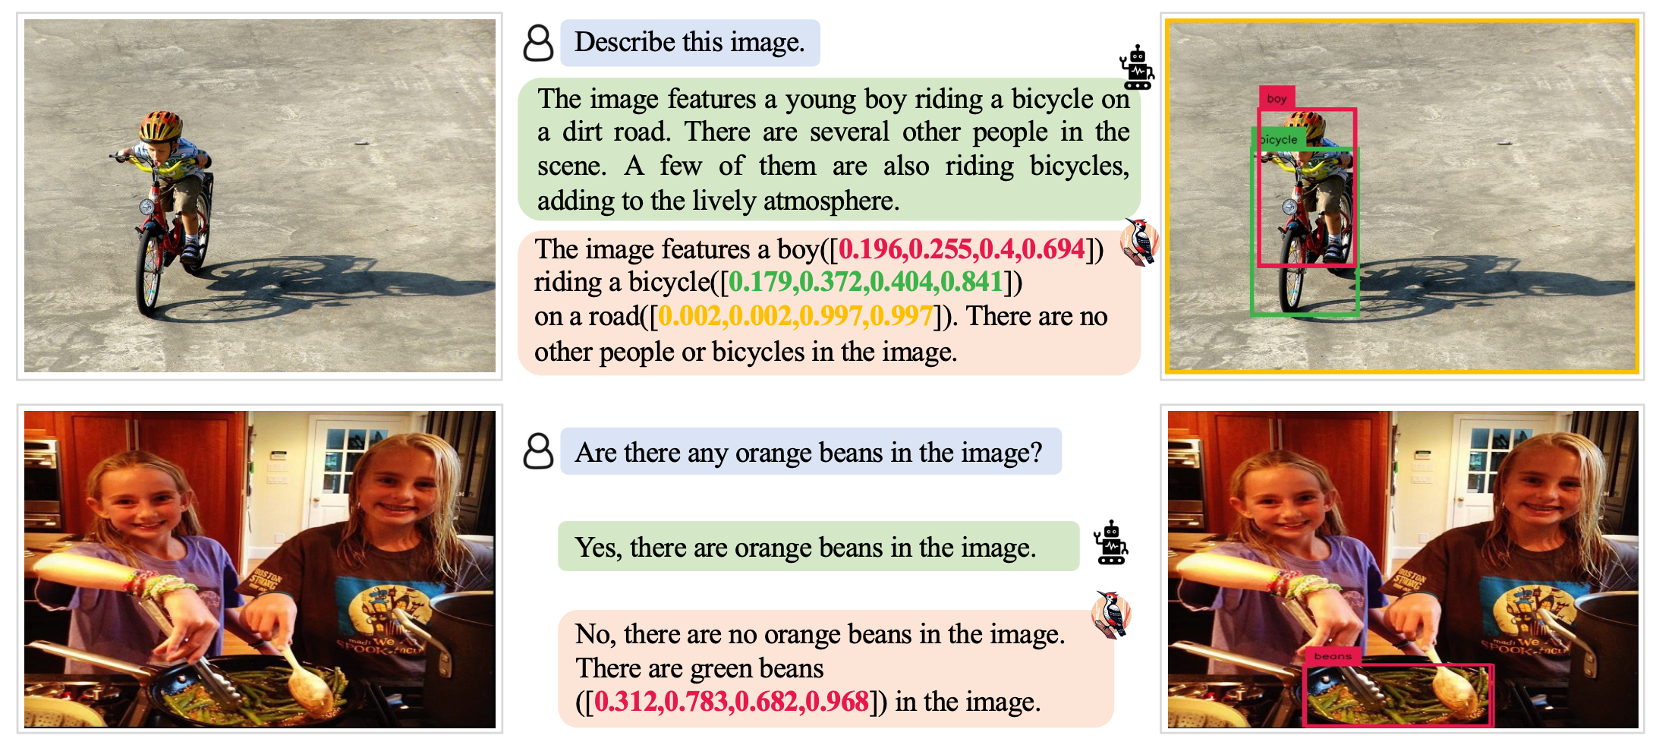 Describe this image.
The image features a young boy riding a bicycle on
a dirt road. There are several other people in the
scene. A few of them are also riding bicycles,
adding to the lively atmosphere.
The image features a boy([0.196,0.255,0.4,0.694])
riding a bicycle([0.179,0.372,0.404,0.841])
on a road([0.002,0.002,0.997,0.997]). There are no
other people or bicycles in the image.
boy
bicycle
BOSTON
STRONG
Are there any orange beans in the image?
Yes, there are orange beans in the image.
No, there are no orange beans in the image.
There are green beans
([0.312,0.783,0.682,0.968]) in the image.
BOSTON
STRONG
beans